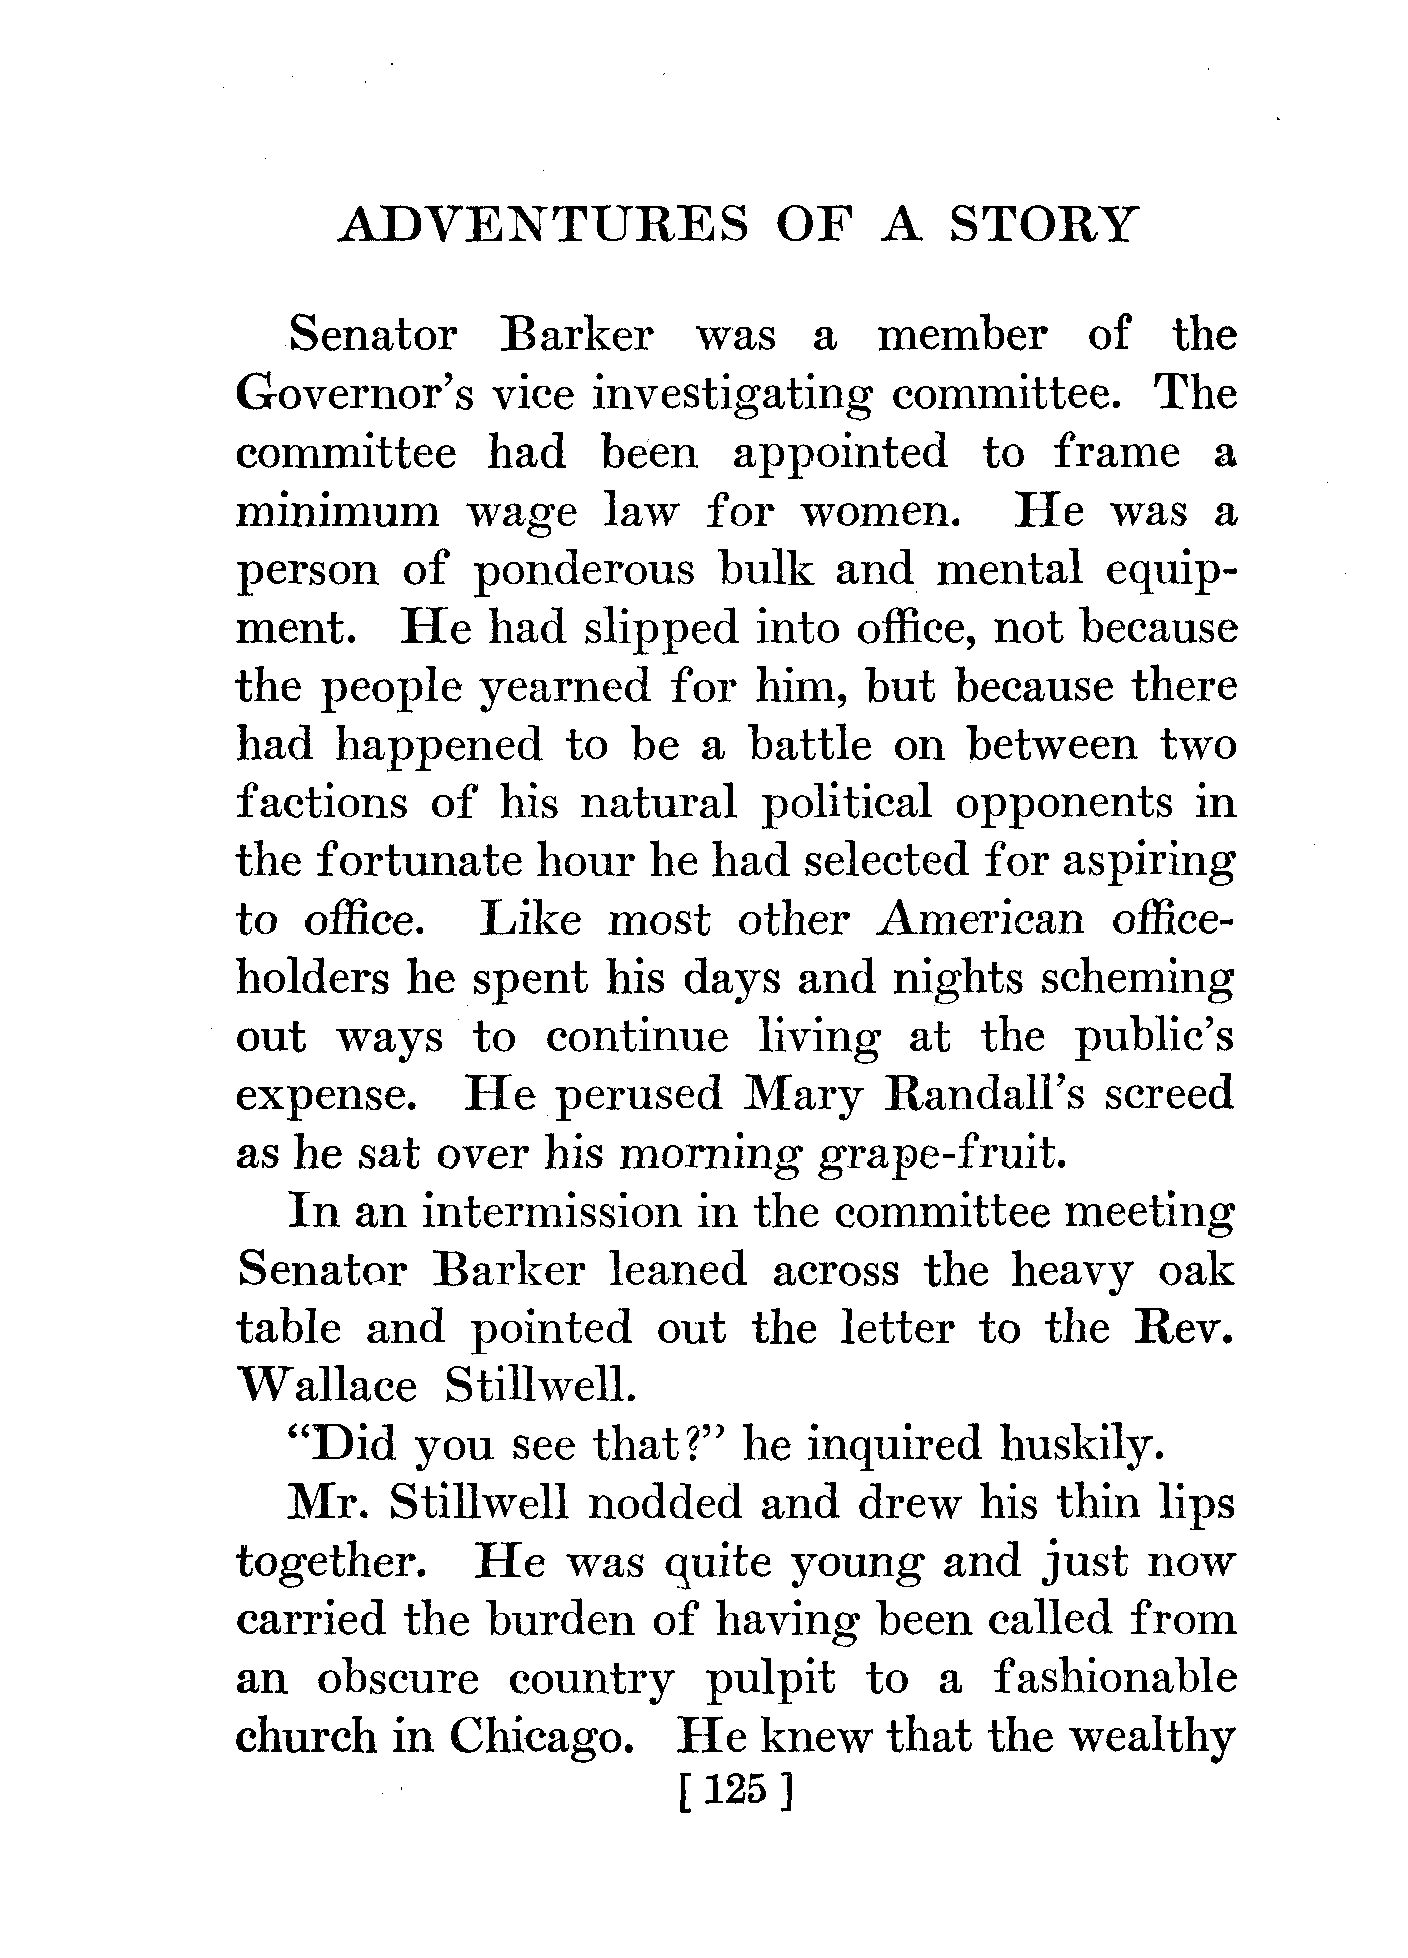 ADVENTURES OF A STORY
Senator Barker was a member of the
Governor's vice investigating committee. The
committee had been appointed to frame a
minimum wage law for women. He was a
person of ponderous bulk and mental equip-
ment. He had slipped into office, not because
the people yearned for him, but because there
had happened to be a battle on between two
factions of his natural political opponents in
the fortunate hour he had selected for aspiring
to office. Like most other American office-
holders he spent his days and nights scheming
out ways to continue living at the public's
expense. He perused Mary Randall's screed
as he sat over his morning grape-fruit.
In an intermission in the committee meeting
Senator Barker leaned across the heavy oak
table and pointed out the letter to the Rev.
Wallace Stillwell.
"Did you see that?" he inquired huskily.
Mr. Stillwell nodded and drew his thin lips
together. He was quite young and just now
carried the burden of having been called from
an obscure country pulpit to a fashionable
church in Chicago. He knew that the wealthy
[ 125 ]